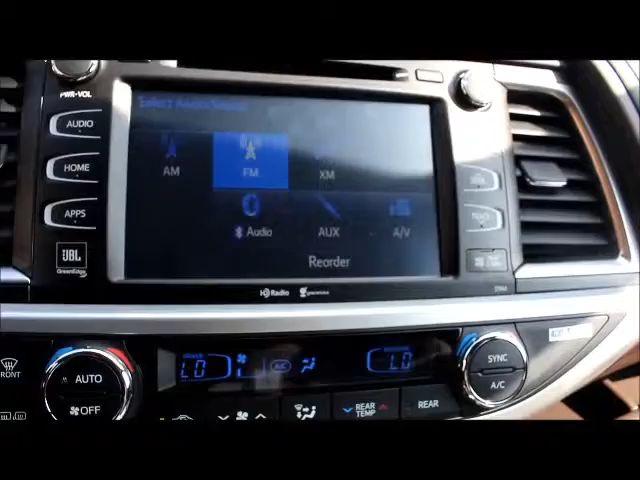 PWR·VOL
AUDIO
HOME
APPS
JBL
GreenEdge
Select Audio Source
AM
FM
XM
Audio
AUX
A/V
Reorder
HD Radio
FRONT
AUTO
OFF
LO
A/C
LO
SYNC
A/C
REAR
TEMP
REAR